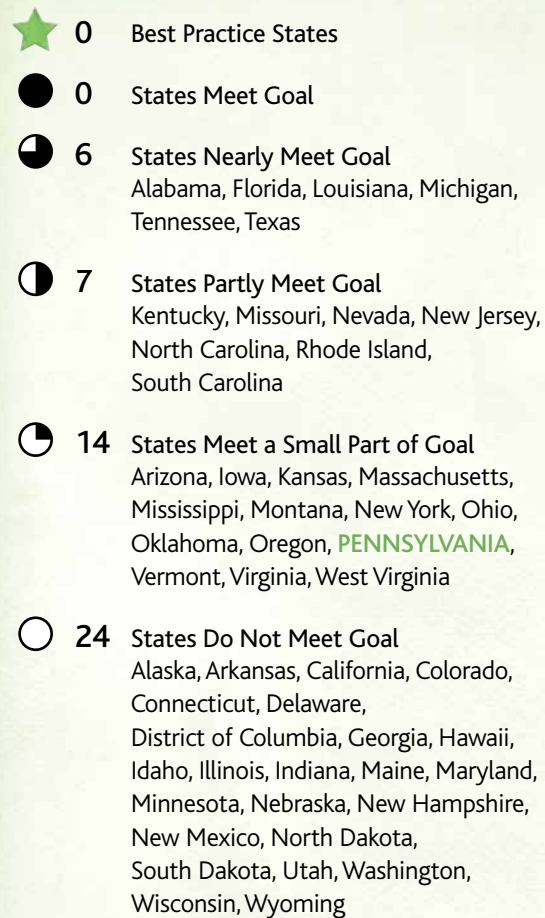 0 Best Practice States
0 States Meet Goal
6 States Nearly Meet Goal
Alabama, Florida, Louisiana, Michigan,
Tennessee, Texas
7 States Partly Meet Goal
Kentucky, Missouri, Nevada, New Jersey,
North Carolina, Rhode Island,
South Carolina
14 States Meet a Small Part of Goal
Arizona, Iowa, Kansas, Massachusetts,
Mississippi, Montana, New York, Ohio,
Oklahoma, Oregon, PENNSYLVANIA,
Vermont, Virginia, West Virginia
24 States Do Not Meet Goal
Alaska, Arkansas, California, Colorado,
Connecticut, Delaware,
District of Columbia, Georgia, Hawaii,
Idaho, Illinois, Indiana, Maine, Maryland,
Minnesota, Nebraska, New Hampshire,
New Mexico, North Dakota,
South Dakota, Utah, Washington,
Wisconsin, Wyoming